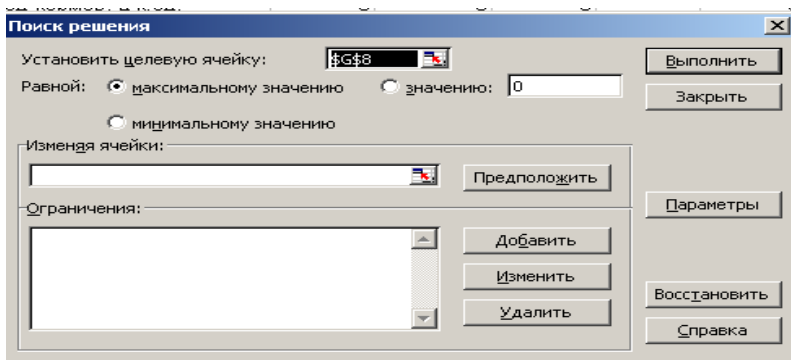 Поиск решения
Установить целевую ячейку: $G$8
Равной: максимальному значению значению: 0
минимальному значению
Изменяя ячейки:
Предположить
Ограничения:
Добавить
Изменить
Удалить
Выполнить
Закрыть
Параметры
Восстановить
Справка